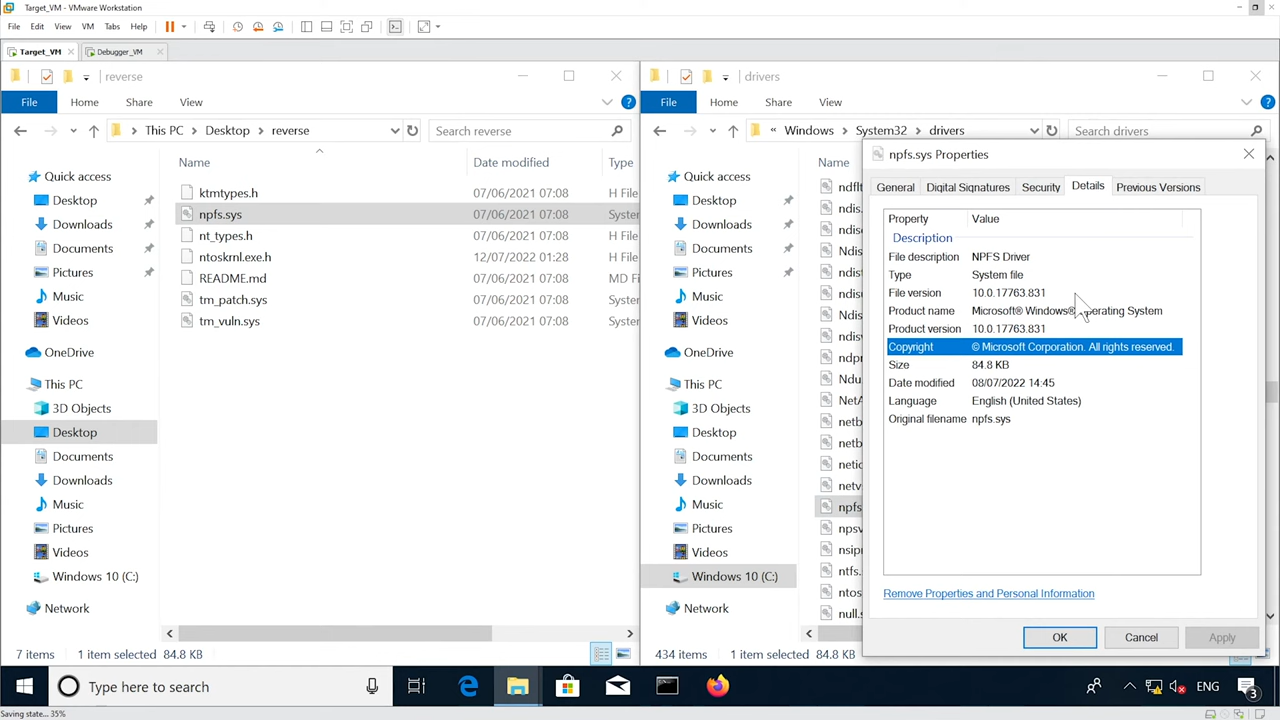 Target_VM - VMware Workstation
File Edit View VM Tabs Help
Target_VM
Debugger_VM
reverse
File Home Share View
This PC Desktop reverse
Search reverse
Name Date modified Type
Quick access
Desktop
Downloads
Documents
Pictures
Music
Videos
OneDrive
This PC
3D Objects
Desktop
Documents
Downloads
Music
Pictures
Videos
Windows 10 (C:)
Network
ktmtypes.h 07/06/2021 07:08 H File
npfs.sys 07/06/2021 07:08 System
nt_types.h 07/06/2021 07:08 H File
ntoskrnl.exe.h 12/07/2022 01:28 H File
README.md 07/06/2021 07:08 MD Fi
tm_patch.sys 07/06/2021 07:08 System
tm_vuln.sys 07/06/2021 07:08 System
7 items 1 item selected 84.8 KB
drivers
File Home Share View
« Windows System32 drivers
Search drivers
Name
Quick access
Desktop
Downloads
Documents
Pictures
Music
Videos
OneDrive
This PC
3D Objects
Desktop
Documents
Downloads
Music
Pictures
Videos
Windows 10 (C:)
Network
ndflt
ndis.
ndisc
Ndis
ndist
ndisu
Ndis
ndisv
ndpr
Ndu.
NetA
netb
netic
netv
npfs
npsv
nsipr
ntfs.
ntos
null.s
434 items 1 item selected 84.8 KB
npfs.sys Properties
General Digital Signatures Security Details Previous Versions
Property Value
Description
File description NPFS Driver
Type System file
File version 10.0.17763.831
Product name Microsoft® Windows® Operating System
Product version 10.0.17763.831
Copyright © Microsoft Corporation. All rights reserved.
Size 84.8 KB
Date modified 08/07/2022 14:45
Language English (United States)
Original filename npfs.sys
Remove Properties and Personal Information
OK Cancel Apply
Type here to search
ENG
3
Saving state... 35%